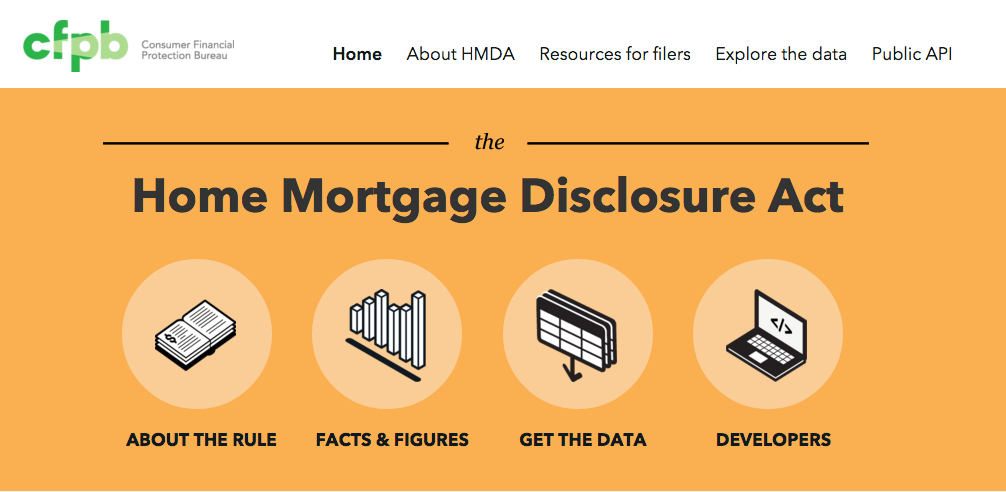 cfpb
Consumer Financial
Protection Bureau
Home About HMDA Resources for filers Explore the data Public API
the
Home Mortgage Disclosure Act
</>
ABOUT THE RULE FACTS & FIGURES GET THE DATA DEVELOPERS